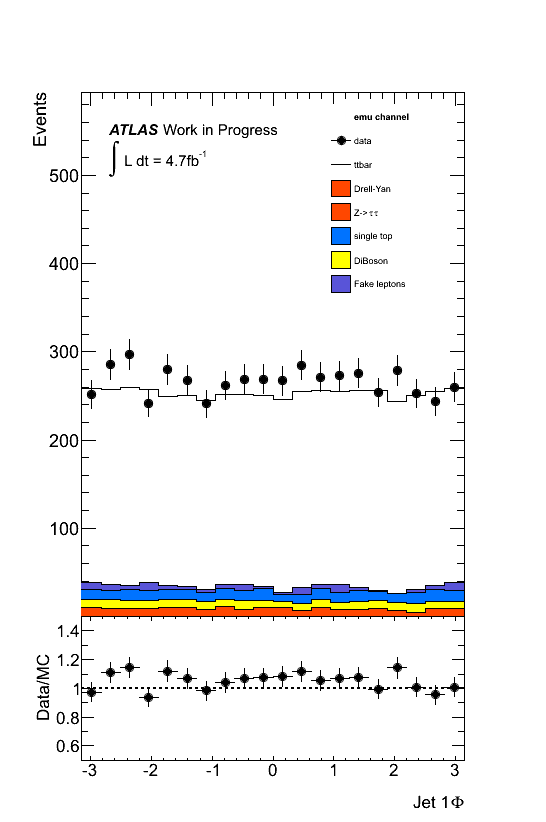 Events
ATLAS Work in Progress
∫ L dt = 4.7fb⁻¹
emu channel
data
ttbar
Drell-Yan
Z->ττ
single top
DiBoson
Fake leptons
500
400
300
200
100
Data/MC
1.4
1.2
1
0.8
0.6
-3 -2 -1 0 1 2 3
Jet 1Φ